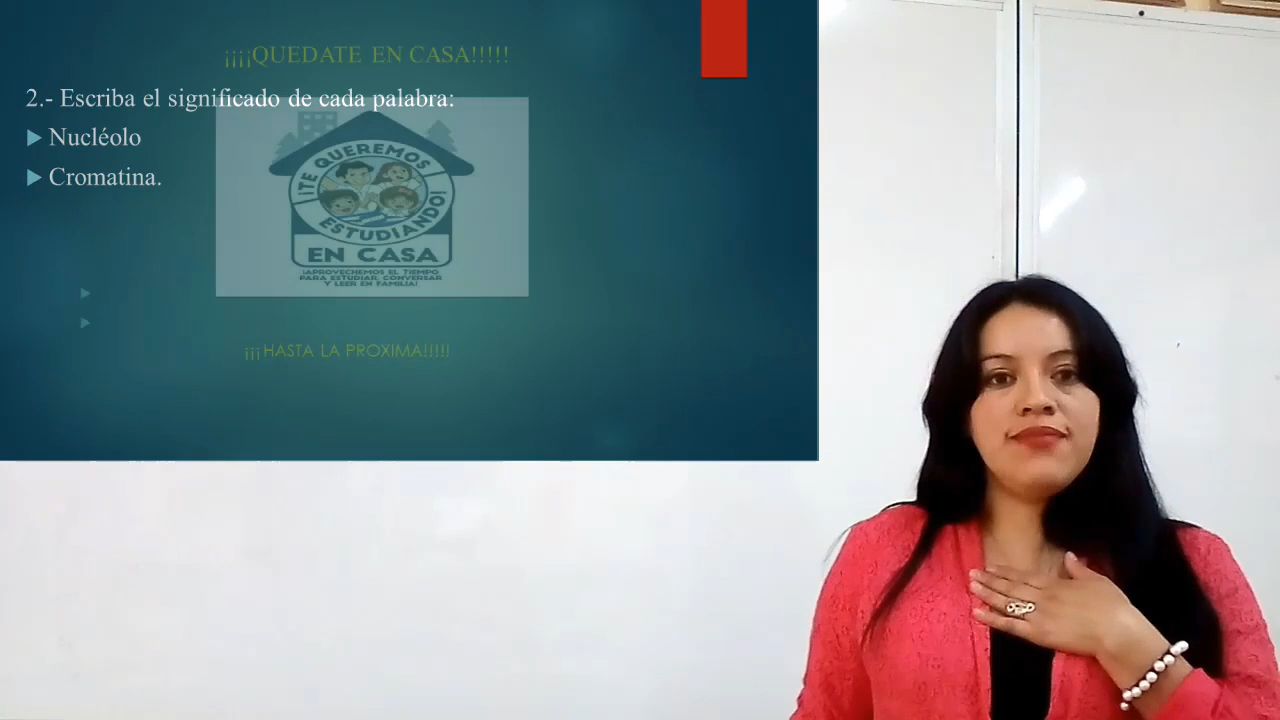 ¡¡¡¡QUEDATE EN CASA!!!!!
2.- Escriba el significado de cada palabra:
Nucléolo
Cromatina.
¡TE QUEREMOS
ESTUDIANDO!
EN CASA
¡APROVECHEMOS EL TIEMPO
PARA ESTUDIAR, CONVERSAR
Y LEER EN FAMILIA!
¡¡¡HASTA LA PROXIMA!!!!!